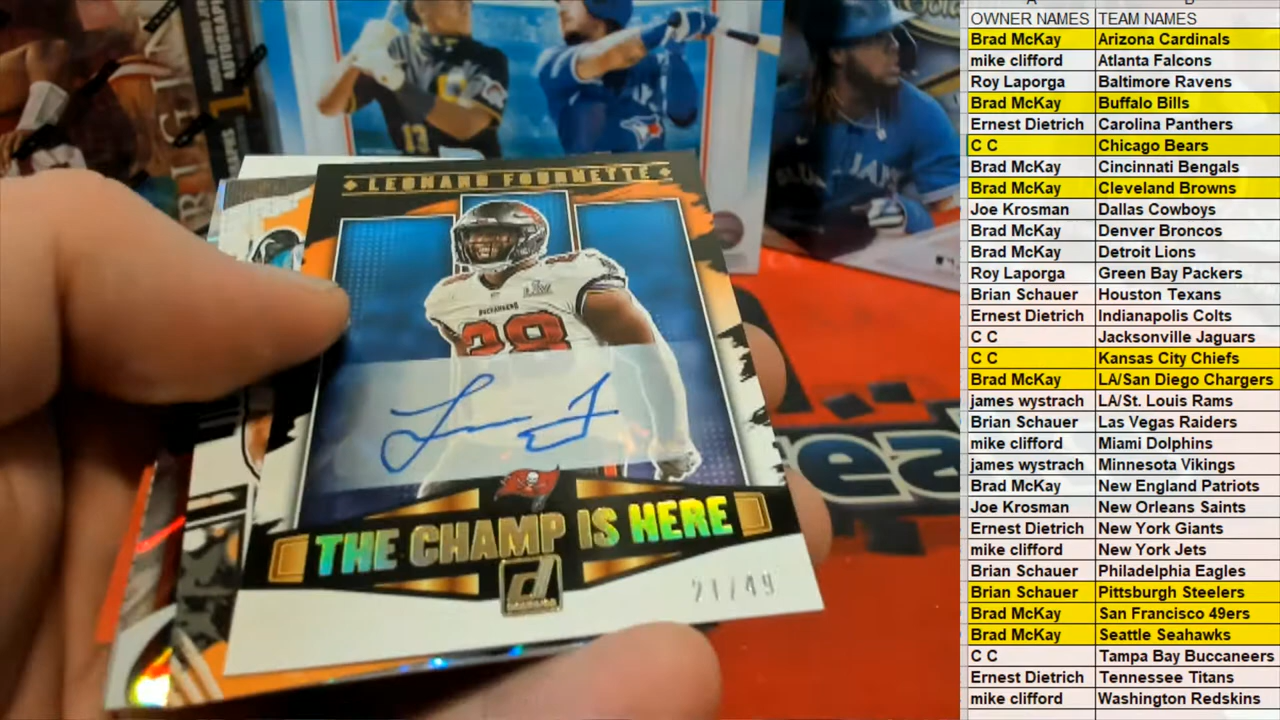 LEONARD FOURNETTE
BUCCANEERS
28
THE CHAMP IS HERE
21/49
13
AUTOGRAPH
1
OWNER NAMES TEAM NAMES
Brad McKay Arizona Cardinals
mike clifford Atlanta Falcons
Roy Laporga Baltimore Ravens
Brad McKay Buffalo Bills
Ernest Dietrich Carolina Panthers
C C Chicago Bears
Brad McKay Cincinnati Bengals
Brad McKay Cleveland Browns
Joe Krosman Dallas Cowboys
Brad McKay Denver Broncos
Brad McKay Detroit Lions
Roy Laporga Green Bay Packers
Brian Schauer Houston Texans
Ernest Dietrich Indianapolis Colts
C C Jacksonville Jaguars
C C Kansas City Chiefs
Brad McKay LA/San Diego Chargers
james wystrach LA/St. Louis Rams
Brian Schauer Las Vegas Raiders
mike clifford Miami Dolphins
james wystrach Minnesota Vikings
Brad McKay New England Patriots
Joe Krosman New Orleans Saints
Ernest Dietrich New York Giants
mike clifford New York Jets
Brian Schauer Philadelphia Eagles
Brian Schauer Pittsburgh Steelers
Brad McKay San Francisco 49ers
Brad McKay Seattle Seahawks
C C Tampa Bay Buccaneers
Ernest Dietrich Tennessee Titans
mike clifford Washington Redskins